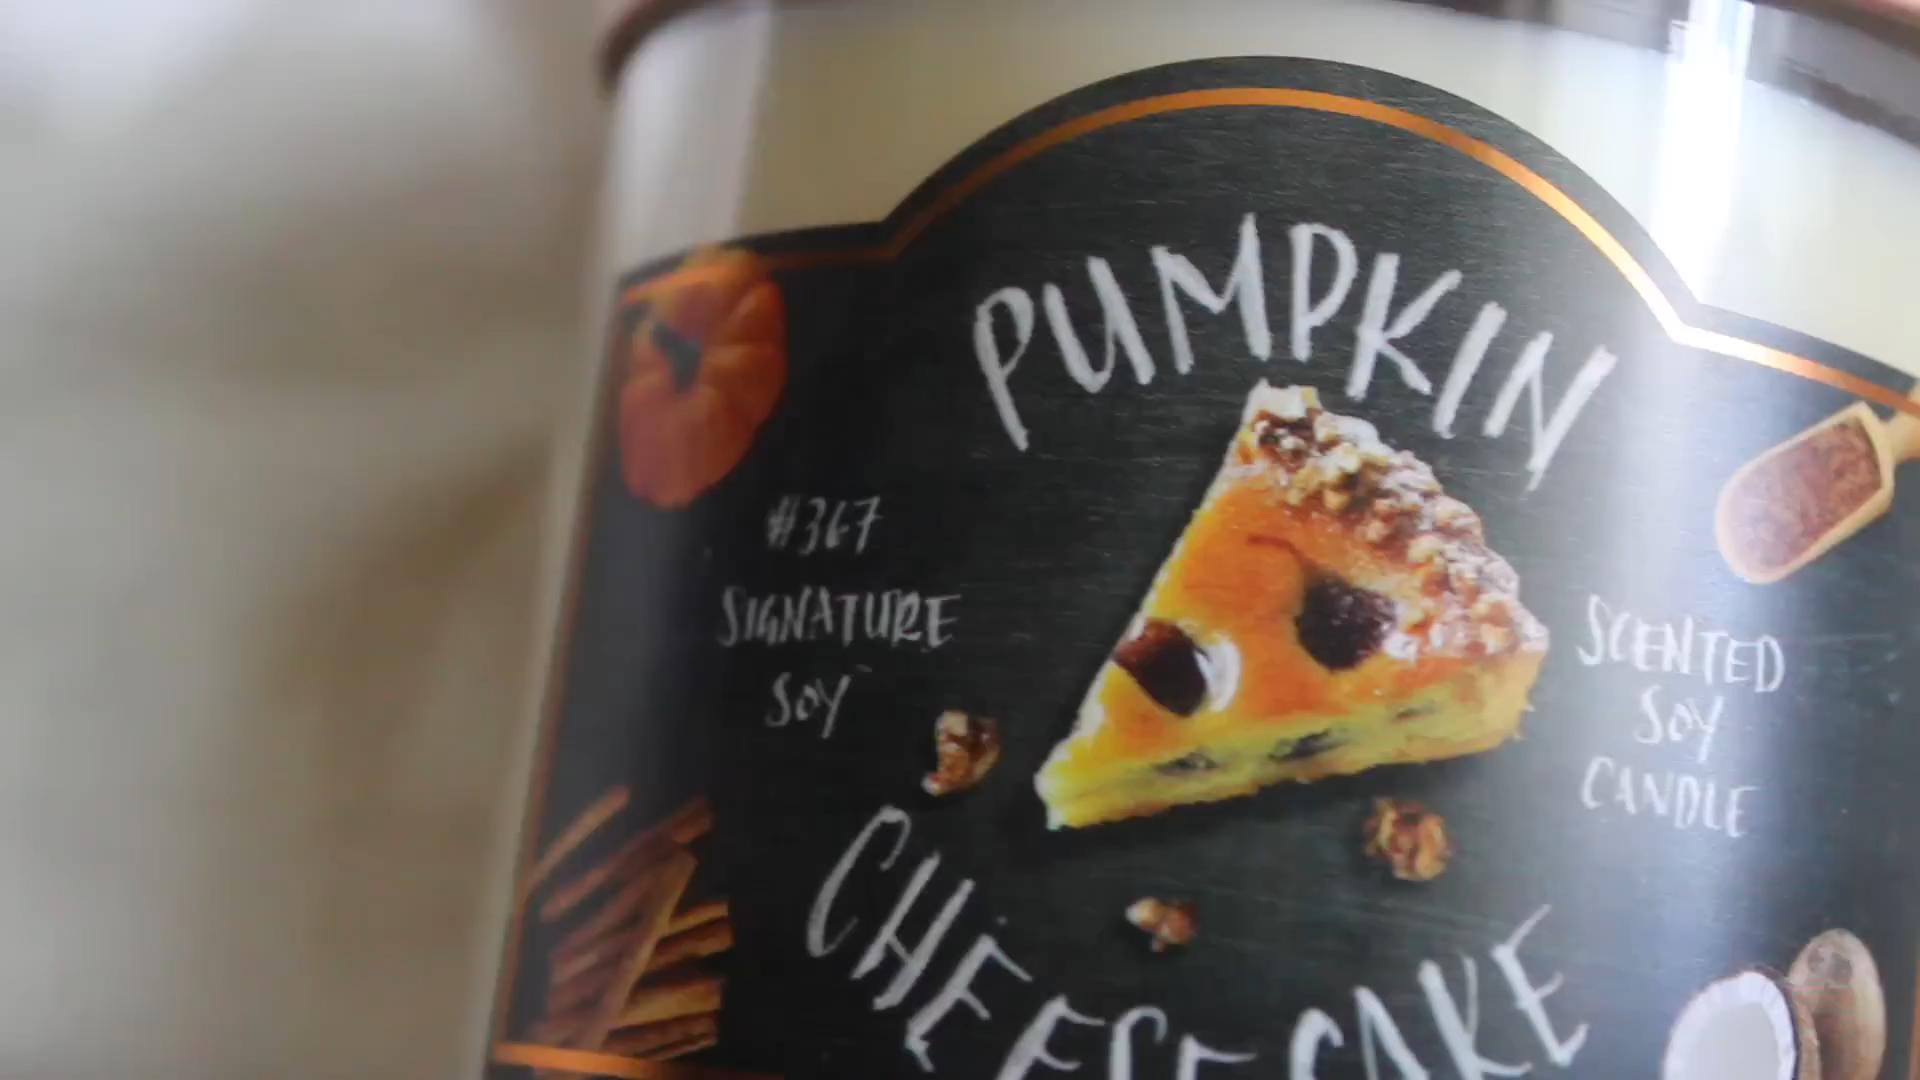 PUMPKIN
#367
SIGNATURE
SOY
SCENTED
SOY
CANDLE
CHEESECAKE